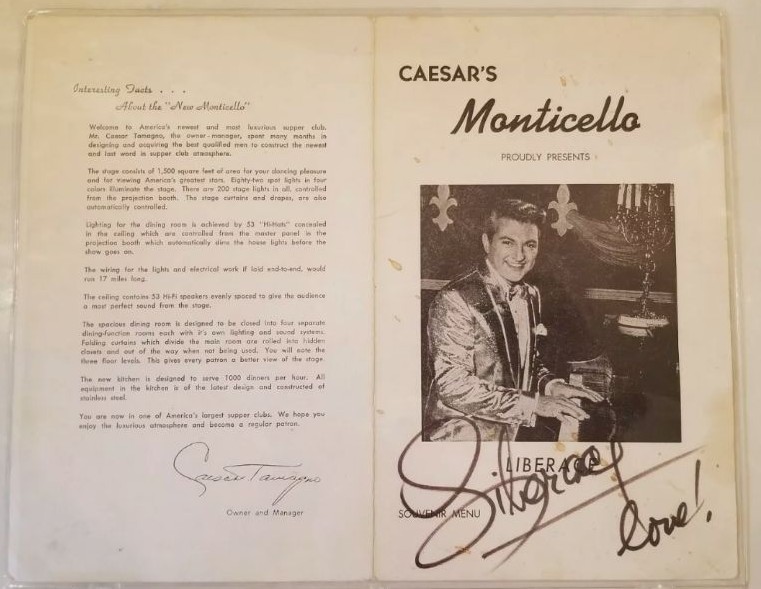 Interesting Facts . . .
About the "New Monticello"
Welcome to America's newest and most luxurious supper club.
Mr. Caesar Tamagno, the owner-manager, spent many months in
designing and acquiring the best qualified men to construct the newest
and last word in supper club atmosphere.
The stage consists of 1,500 square feet of area for your dancing pleasure
and for viewing America's greatest stars. Eighty-two spot lights in four
colors illuminate the stage. There are 200 stage lights in all, controlled
from the projection booth. The stage curtains and drapes, are also
automatically controlled.
Lighting for the dining room is achieved by 53 "Hi-Hats" concealed
in the ceiling which are controlled from the master panel in the
projection booth which automatically dims the house lights before the
show goes on.
The wiring for the lights and electrical work if laid end-to-end, would
run 17 miles long.
The ceiling contains 53 Hi-Fi speakers evenly spaced to give the audience
a most perfect sound from the stage.
The spacious dining room is designed to be closed into four separate
dining-function rooms each with it's own lighting and sound systems.
Folding curtains which divide the main room are rolled into hidden
closets and out of the way when not being used. You will note the
three floor levels. This gives every patron a better view of the stage.
The new kitchen is designed to serve 1000 dinners per hour. All
equipment in the kitchen is of the latest design and constructed of
stainless steel.
You are now in one of America's largest supper clubs. We hope you
enjoy the luxurious atmosphere and become a regular patron.
Caesar Tamagno
Owner and Manager
CAESAR'S
Monticello
PROUDLY PRESENTS
LIBERACE
Liberace
SOUVENIR MENU
love!